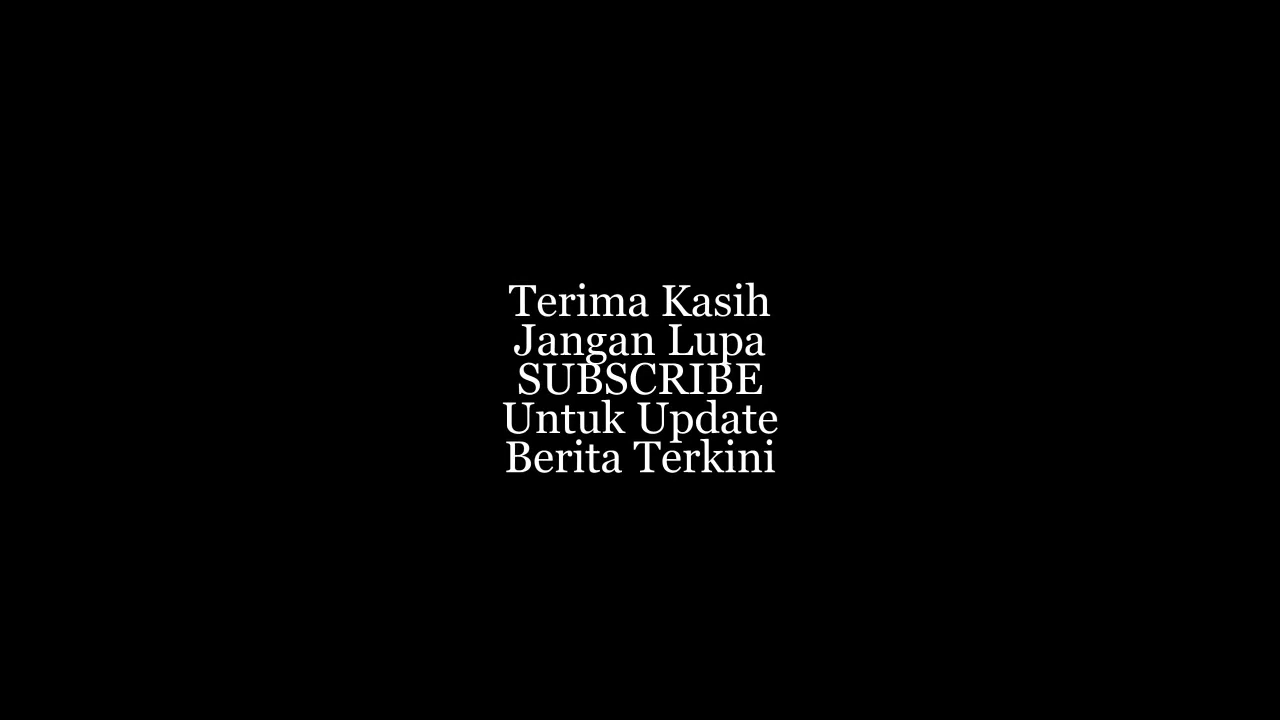 Terima Kasih
Jangan Lupa
SUBSCRIBE
Untuk Update
Berita Terkini